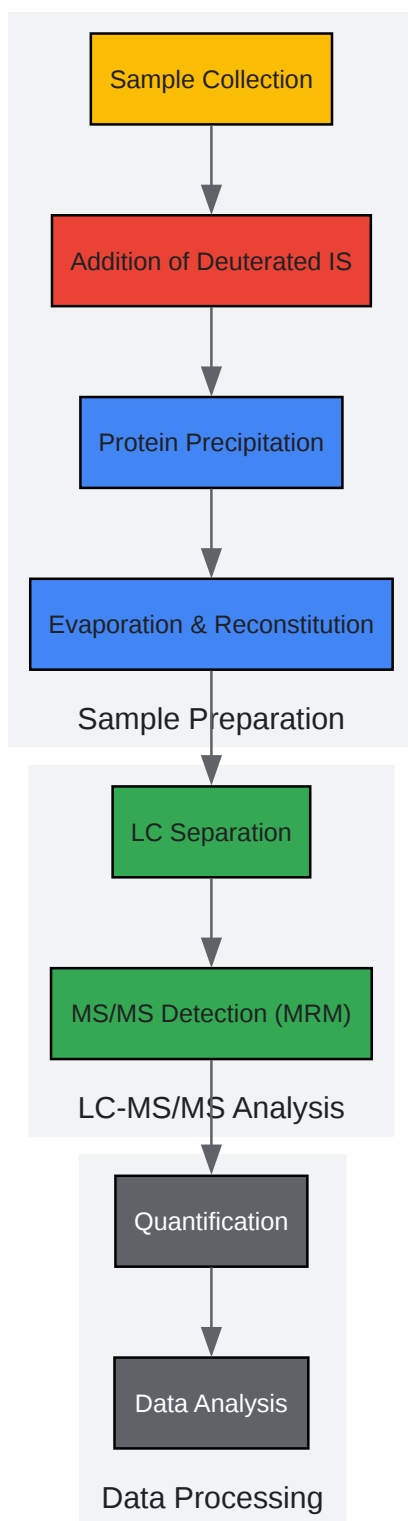 Sample Collection
Addition of Deuterated IS
Protein Precipitation
Evaporation & Reconstitution
Sample Preparation
LC Separation
MS/MS Detection (MRM)
LC-MS/MS Analysis
Quantification
Data Analysis
Data Processing